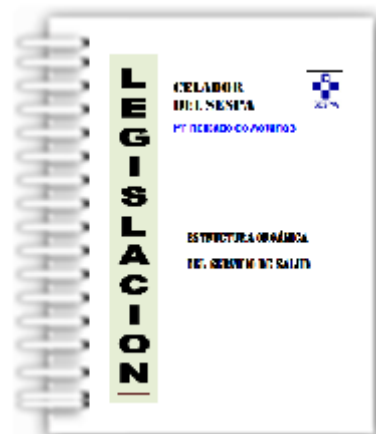 LEGISLACION
CELADOR
DEL SESPA
ESTRUCTURA ORGÁNICA
DEL SERVICIO DE SALUD